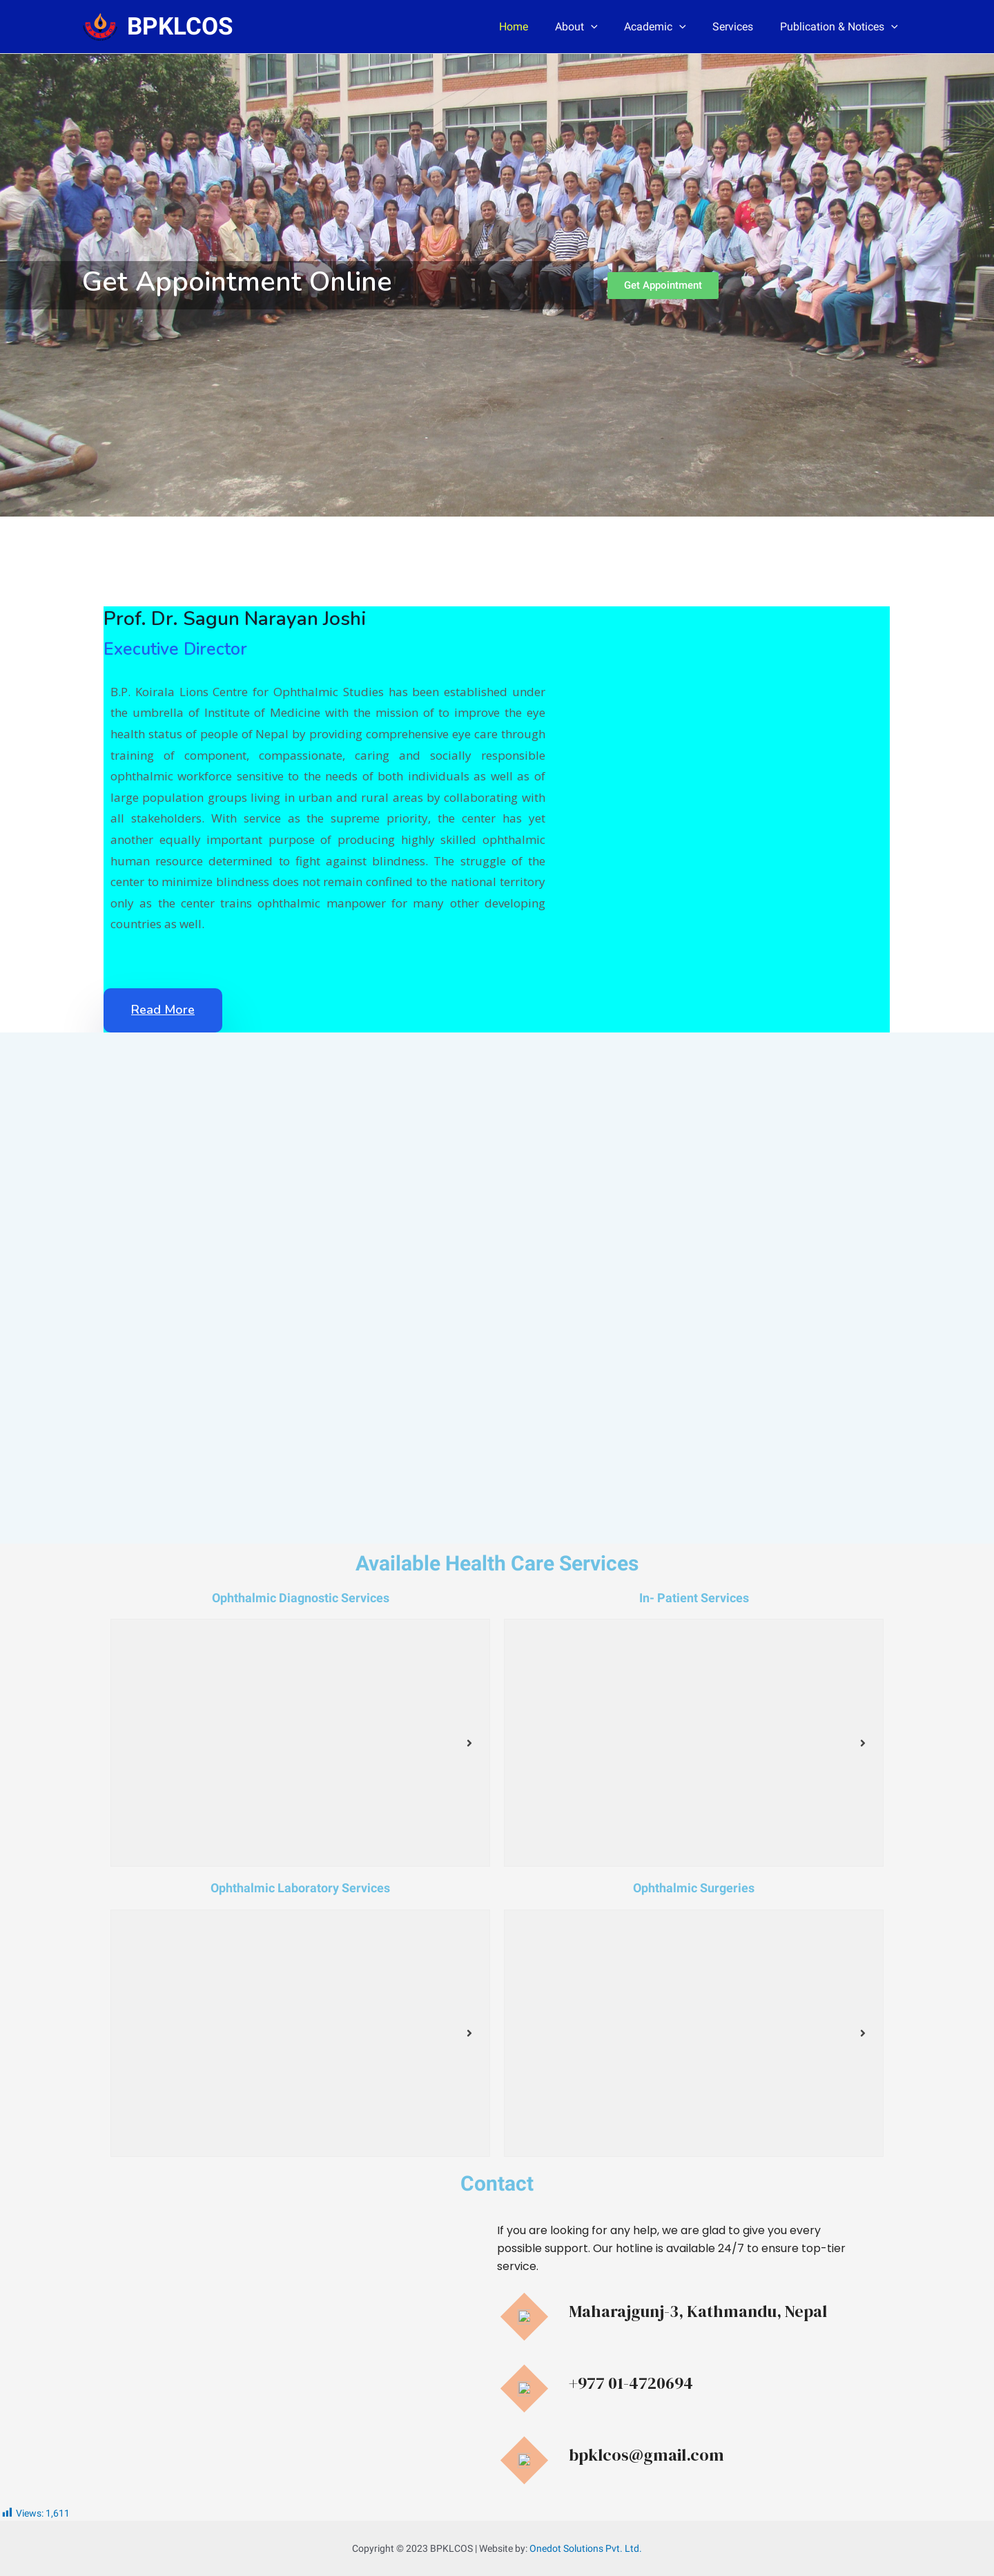 BPKLCOS
Home About Academic Services Publication & Notices
Get Appointment Online
Get Appointment
Prof. Dr. Sagun Narayan Joshi
Executive Director
B.P. Koirala Lions Centre for Ophthalmic Studies has been established under
the umbrella of Institute of Medicine with the mission of to improve the eye
health status of people of Nepal by providing comprehensive eye care through
training of component, compassionate, caring and socially responsible
ophthalmic workforce sensitive to the needs of both individuals as well as of
large population groups living in urban and rural areas by collaborating with
all stakeholders. With service as the supreme priority, the center has yet
another equally important purpose of producing highly skilled ophthalmic
human resource determined to fight against blindness. The struggle of the
center to minimize blindness does not remain confined to the national territory
only as the center trains ophthalmic manpower for many other developing
countries as well.
Read More
Available Health Care Services
Ophthalmic Diagnostic Services
In- Patient Services
Ophthalmic Laboratory Services
Ophthalmic Surgeries
Contact
If you are looking for any help, we are glad to give you every
possible support. Our hotline is available 24/7 to ensure top-tier
service.
Maharajgunj-3, Kathmandu, Nepal
+977 01-4720694
bpklcos@gmail.com
Views: 1,611
Copyright © 2023 BPKLCOS | Website by: Onedot Solutions Pvt. Ltd.